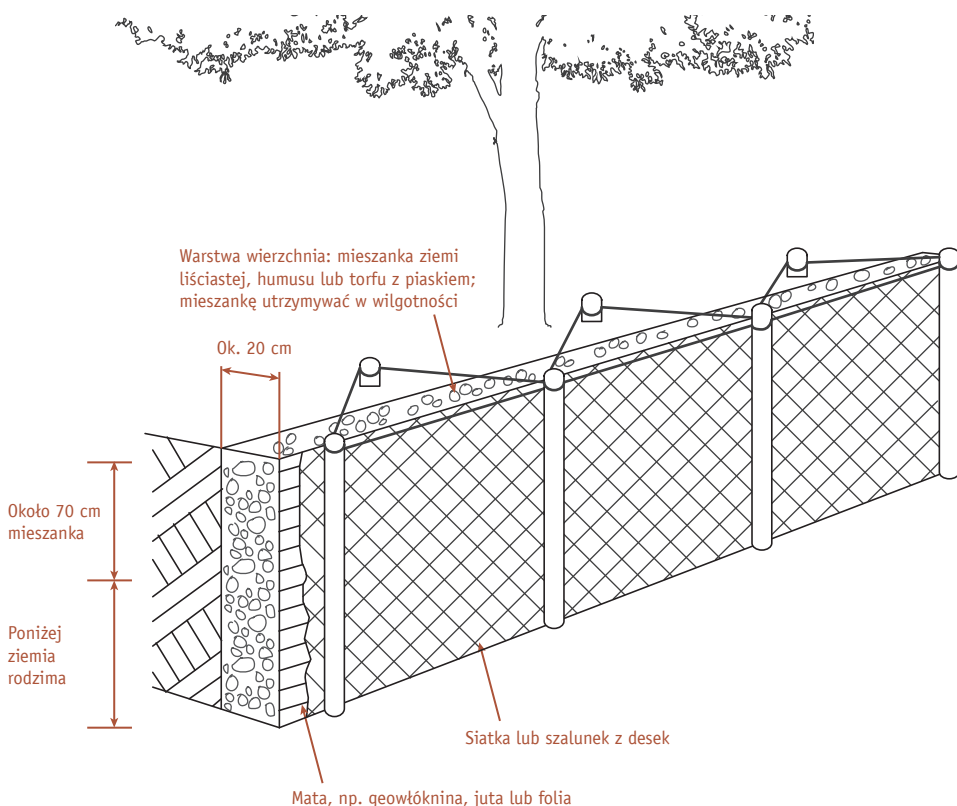 Warstwa wierzchnia: mieszanka ziemi
liściastej, humusu lub torfu z piaskiem;
mieszankę utrzymywać w wilgotności
Ok. 20 cm
Około 70 cm
mieszanka
Poniżej
ziemia
rodzima
Siatka lub szalunek z desek
Mata, np. geowłóknina, juta lub folia